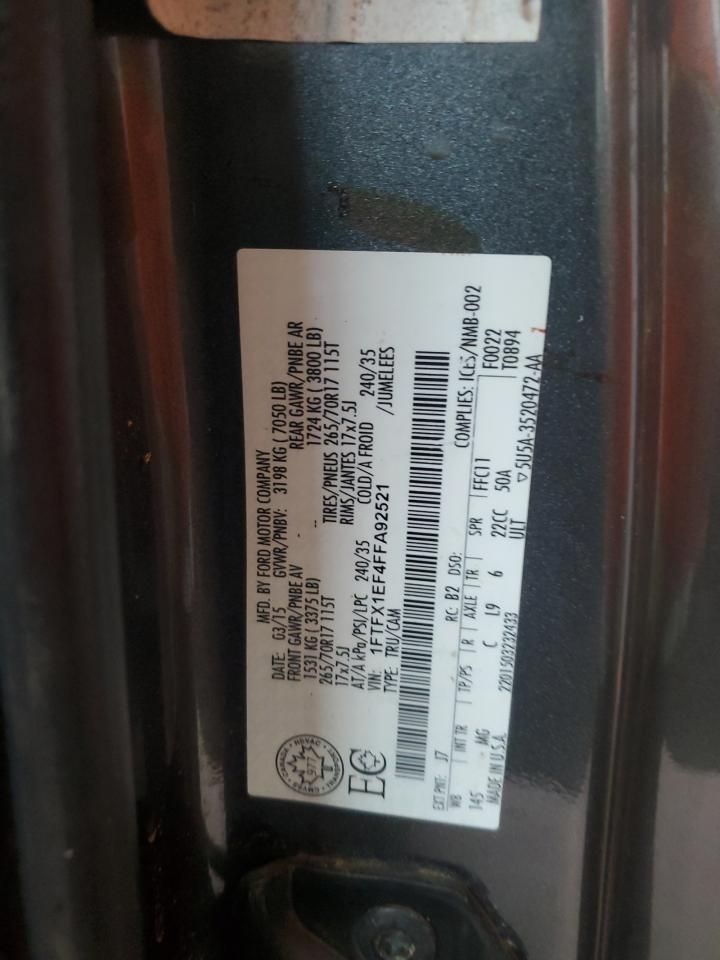 MFD. BY FORD MOTOR COMPANY
DATE: 03/15 GVWR/PNBV: 3198 KG ( 7050 LB)
FRONT GAWR/PNBE AV REAR GAWR/PNBE AR
1531 KG ( 3375 LB) 1724 KG ( 3800 LB)
265/70R17 115T TIRES/PNEUS 265/70R17 115T
17x7.5J RIMS/JANTES 17x7.5J
AT/A kPa/PSI/LPC 240/35 COLD/A FROID 240/35
VIN: 1FTFX1EF4FFA92521 /JUMELEES
TYPE: TRU/CAM
EC
EXT PNT: J7 RC: B2 DSO: COMPLIES: ICES/NMB-002
WB INT TR TP/PS R AXLE TR SPR FFC11 F0022
145 MG C L9 6 22CC 50A T0894
MADE IN U.S.A. 2201503232433 ULT ▽5U5A-3520472-AA